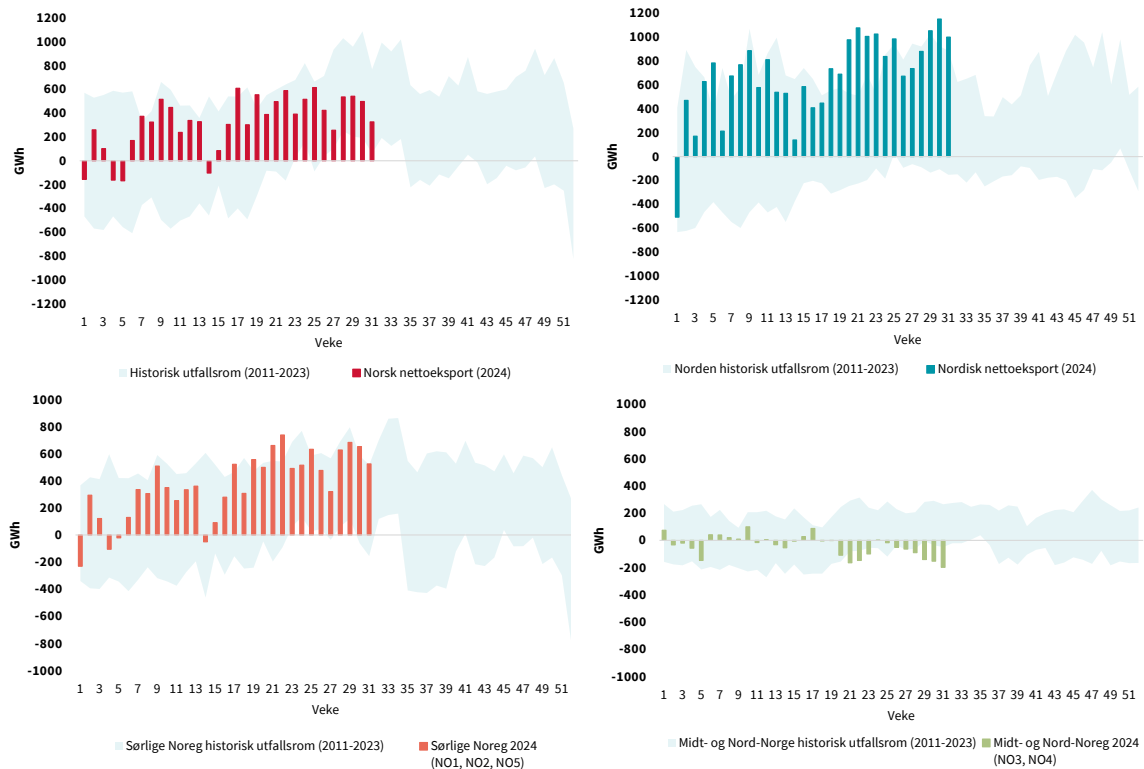 1200
1000
800
600
400
200
0
-200
-400
-600
-800
-1000
-1200
GWh
1 3 5 7 9 11 13 15 17 19 21 23 25 27 29 31 33 35 37 39 41 43 45 47 49 51
Veke
Historisk utfallsrom (2011-2023) Norsk nettoeksport (2024)
1200
1000
800
600
400
200
0
-200
-400
-600
-800
-1000
-1200
GWh
1 3 5 7 9 11 13 15 17 19 21 23 25 27 29 31 33 35 37 39 41 43 45 47 49 51
Veke
Norden historisk utfallsrom (2011-2023) Nordisk nettoeksport (2024)
1000
800
600
400
200
0
-200
-400
-600
-800
-1000
GWh
1 3 5 7 9 11 13 15 17 19 21 23 25 27 29 31 33 35 37 39 41 43 45 47 49 51
Veke
Sørlige Noreg historisk utfallsrom (2011-2023) Sørlige Noreg 2024
(NO1, NO2, NO5)
1000
800
600
400
200
0
-200
-400
-600
-800
-1000
GWh
1 3 5 7 9 11 13 15 17 19 21 23 25 27 29 31 33 35 37 39 41 43 45 47 49 51
Veke
Midt- og Nord-Norge historisk utfallsrom (2011-2023) Midt- og Nord-Noreg 2024
(NO3, NO4)